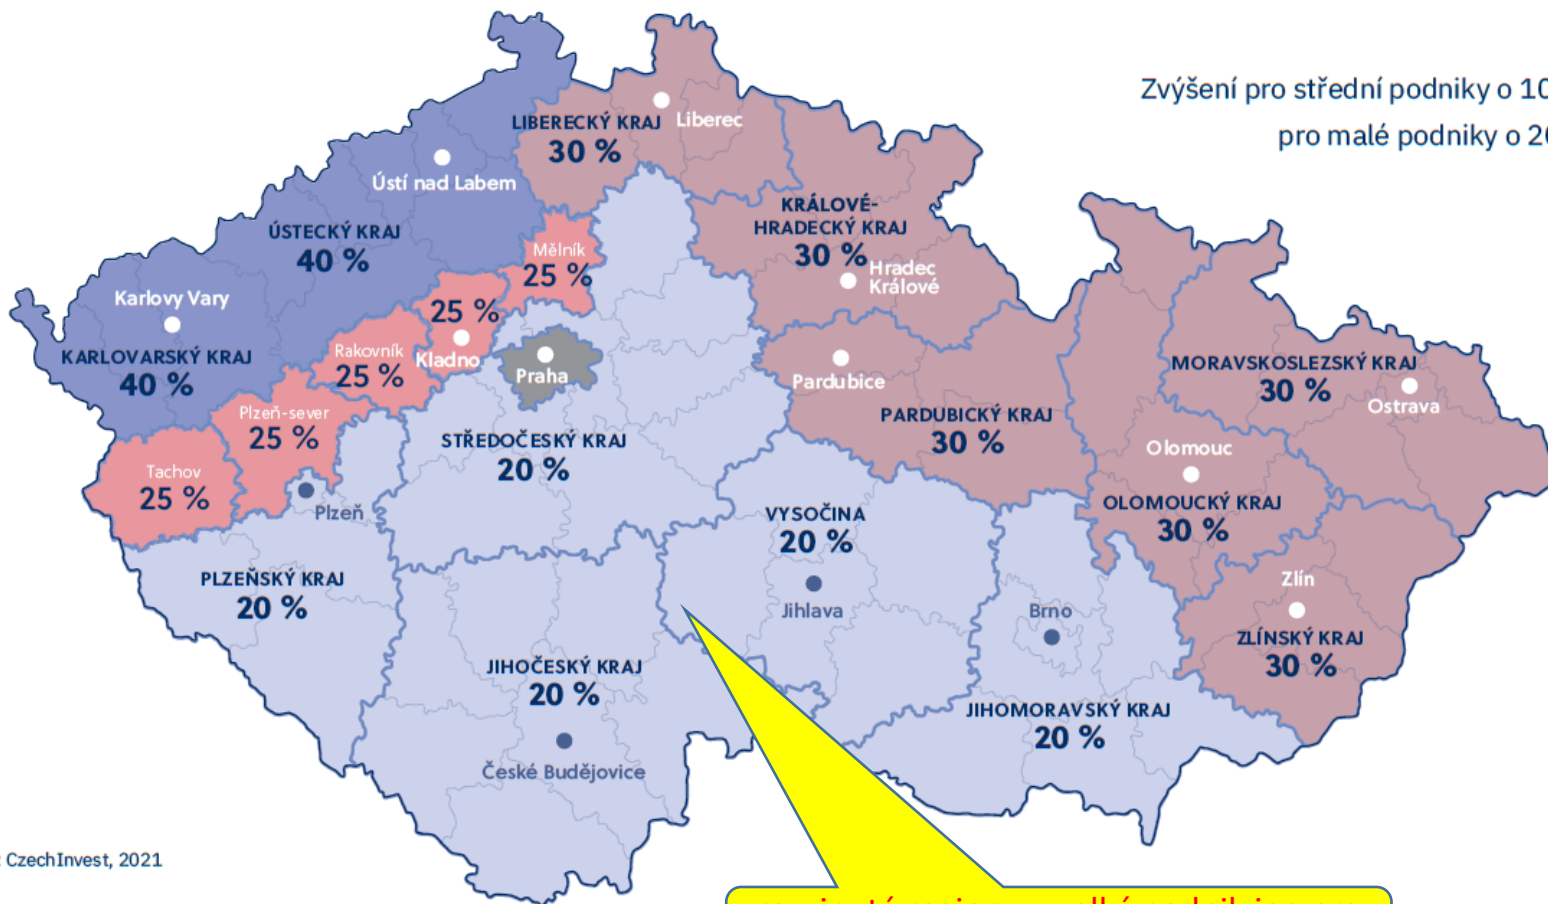 Zvýšení pro střední podniky o 10
pro malé podniky o 20
LIBERECKÝ KRAJ
30 %
Liberec
Ústí nad Labem
ÚSTECKÝ KRAJ
40 %
Mělník
25 %
KRÁLOVÉ-
HRADECKÝ KRAJ
30 %
Hradec
Králové
Karlovy Vary
KARLOVARSKÝ KRAJ
40 %
25 %
Kladno
Rakovník
25 %
Praha
Pardubice
PARDUBICKÝ KRAJ
30 %
MORAVSKOSLEZSKÝ KRAJ
30 %
Ostrava
Plzeň-sever
25 %
STŘEDOČESKÝ KRAJ
20 %
Tachov
25 %
Plzeň
Olomouc
OLOMOUCKÝ KRAJ
30 %
VYSOČINA
20 %
Jihlava
PLZEŇSKÝ KRAJ
20 %
Brno
Zlín
ZLÍNSKÝ KRAJ
30 %
JIHOČESKÝ KRAJ
20 %
České Budějovice
JIHOMORAVSKÝ KRAJ
20 %
: CzechInvest, 2021